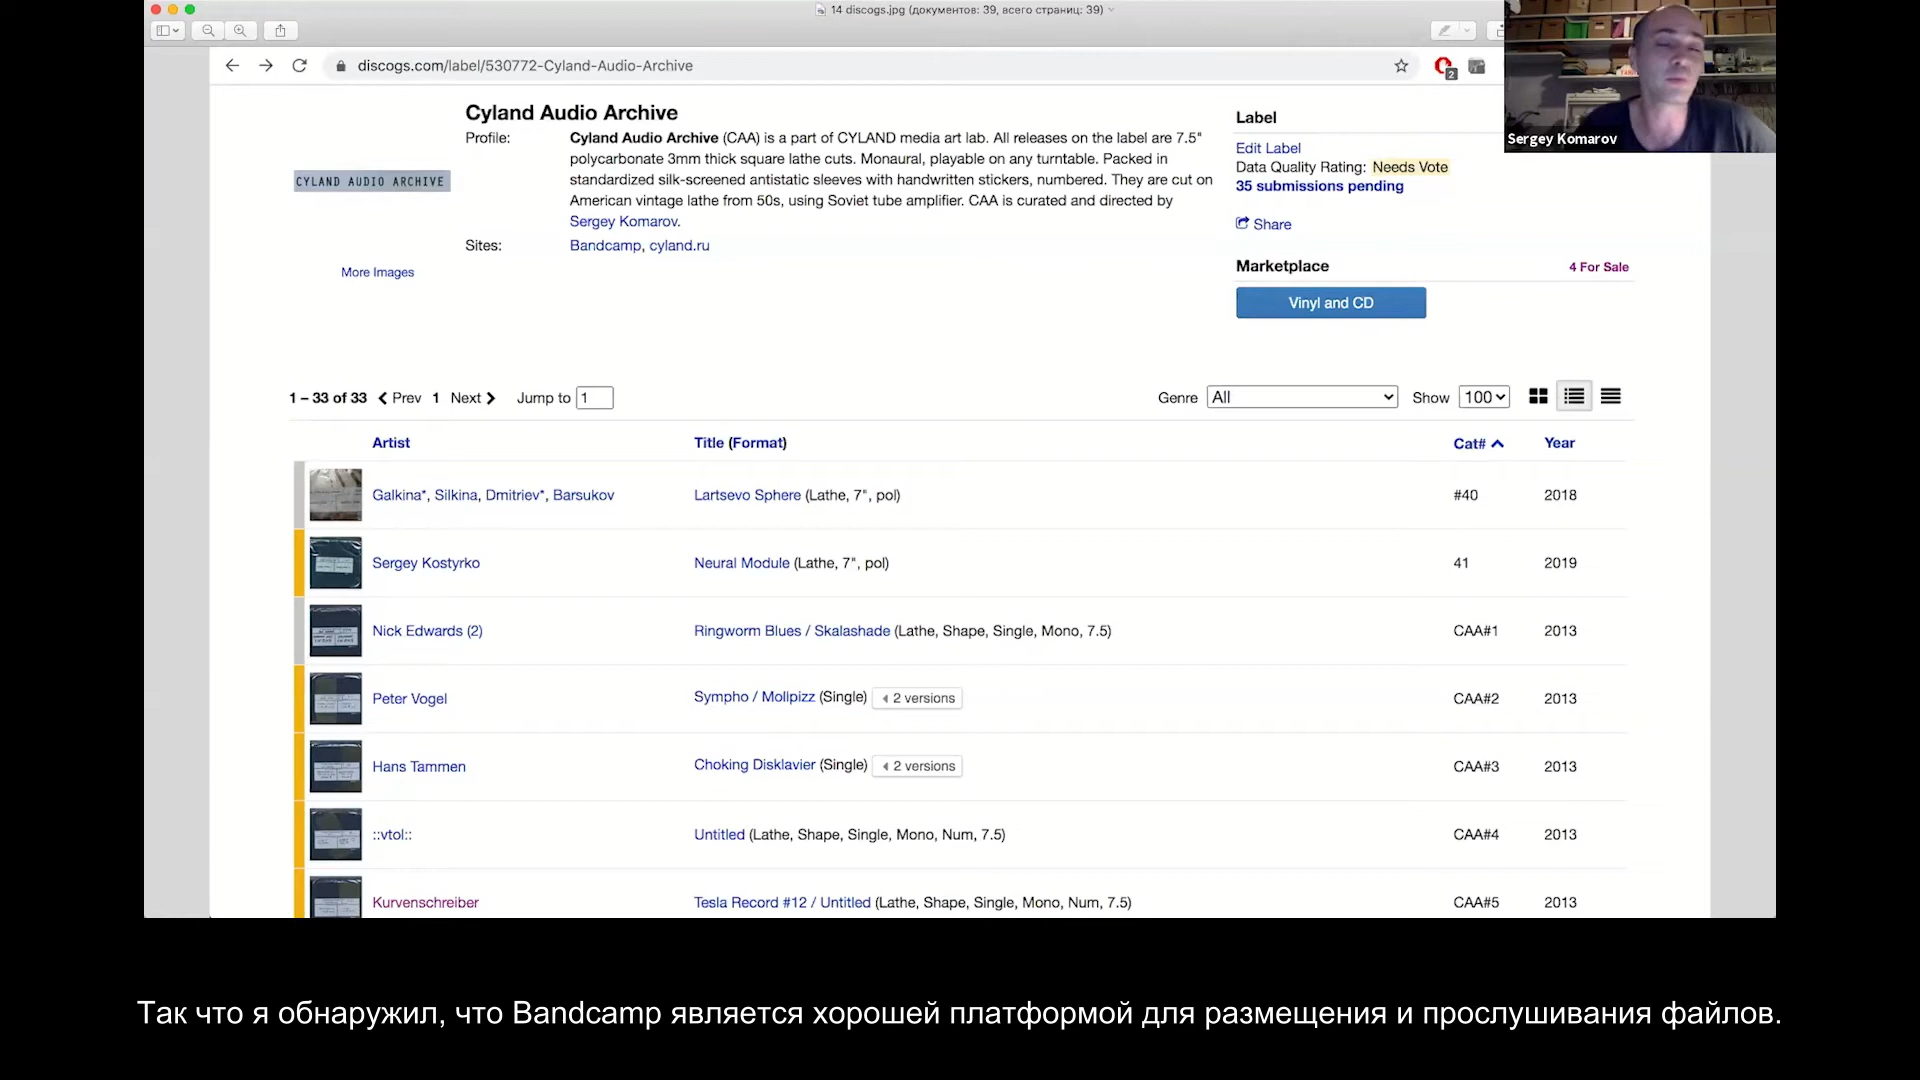 14 discogs.jpg (документов: 39, всего страниц: 39)
discogs.com/label/530772-Cyland-Audio-Archive
2
Sergey Komarov
Cyland Audio Archive
CYLAND AUDIO ARCHIVE
More Images
Profile:
Cyland Audio Archive (CAA) is a part of CYLAND media art lab. All releases on the label are 7.5"
polycarbonate 3mm thick square lathe cuts. Monaural, playable on any turntable. Packed in
standardized silk-screened antistatic sleeves with handwritten stickers, numbered. They are cut on
American vintage lathe from 50s, using Soviet tube amplifier. CAA is curated and directed by
Sergey Komarov.
Sites:
Bandcamp, cyland.ru
Label
Edit Label
Data Quality Rating: Needs Vote
35 submissions pending
Share
Marketplace 4 For Sale
Vinyl and CD
1 – 33 of 33 Prev 1 Next Jump to 1
Genre All Show 100
Artist Title (Format) Cat# Year
Galkina*, Silkina, Dmitriev*, Barsukov Lartsevo Sphere (Lathe, 7", pol) #40 2018
Sergey Kostyrko Neural Module (Lathe, 7", pol) 41 2019
Nick Edwards (2) Ringworm Blues / Skalashade (Lathe, Shape, Single, Mono, 7.5) CAA#1 2013
Peter Vogel Sympho / Mollpizz (Single) 2 versions CAA#2 2013
Hans Tammen Choking Disklavier (Single) 2 versions CAA#3 2013
::vtol:: Untitled (Lathe, Shape, Single, Mono, Num, 7.5) CAA#4 2013
Kurvenschreiber Tesla Record #12 / Untitled (Lathe, Shape, Single, Mono, Num, 7.5) CAA#5 2013
Так что я обнаружил, что Bandcamp является хорошей платформой для размещения и прослушивания файлов.